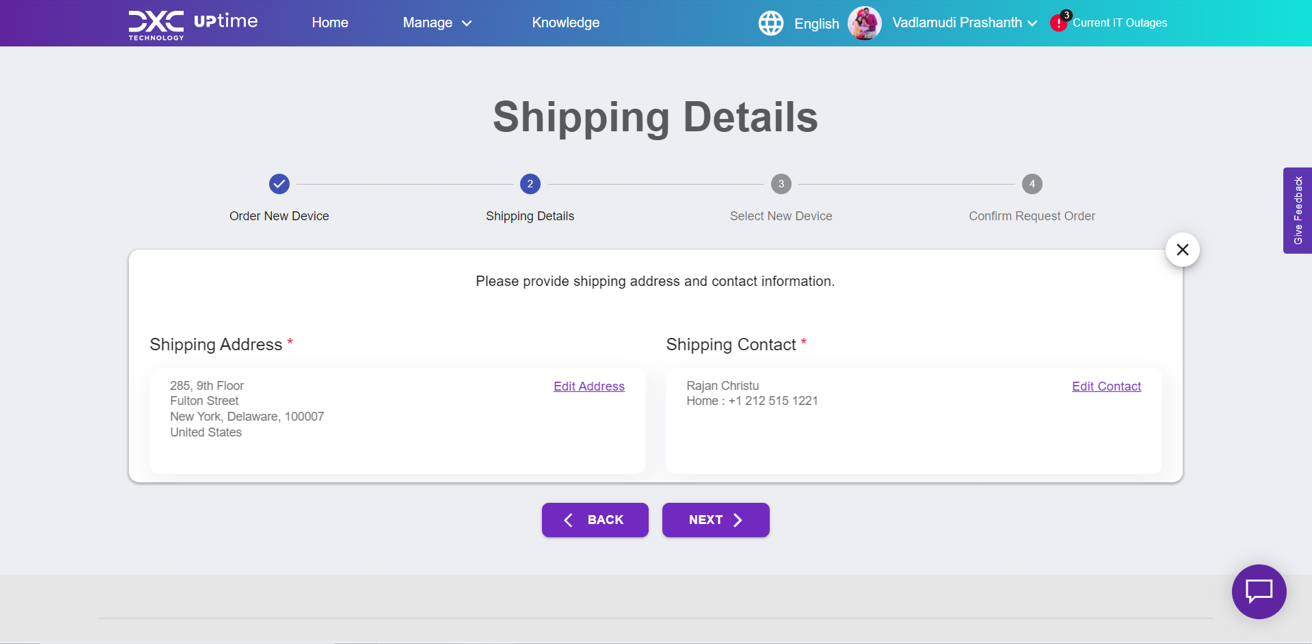 DXC TECHNOLOGY UPtime
Home
Manage
Knowledge
English
Vadlamudi Prashanth
3
Current IT Outages
Shipping Details
2
3
4
Order New Device
Shipping Details
Select New Device
Confirm Request Order
Give Feedback
Please provide shipping address and contact information.
Shipping Address *
285, 9th Floor
Fulton Street
New York, Delaware, 100007
United States
Edit Address
Shipping Contact *
Rajan Christu
Home : +1 212 515 1221
Edit Contact
BACK
NEXT